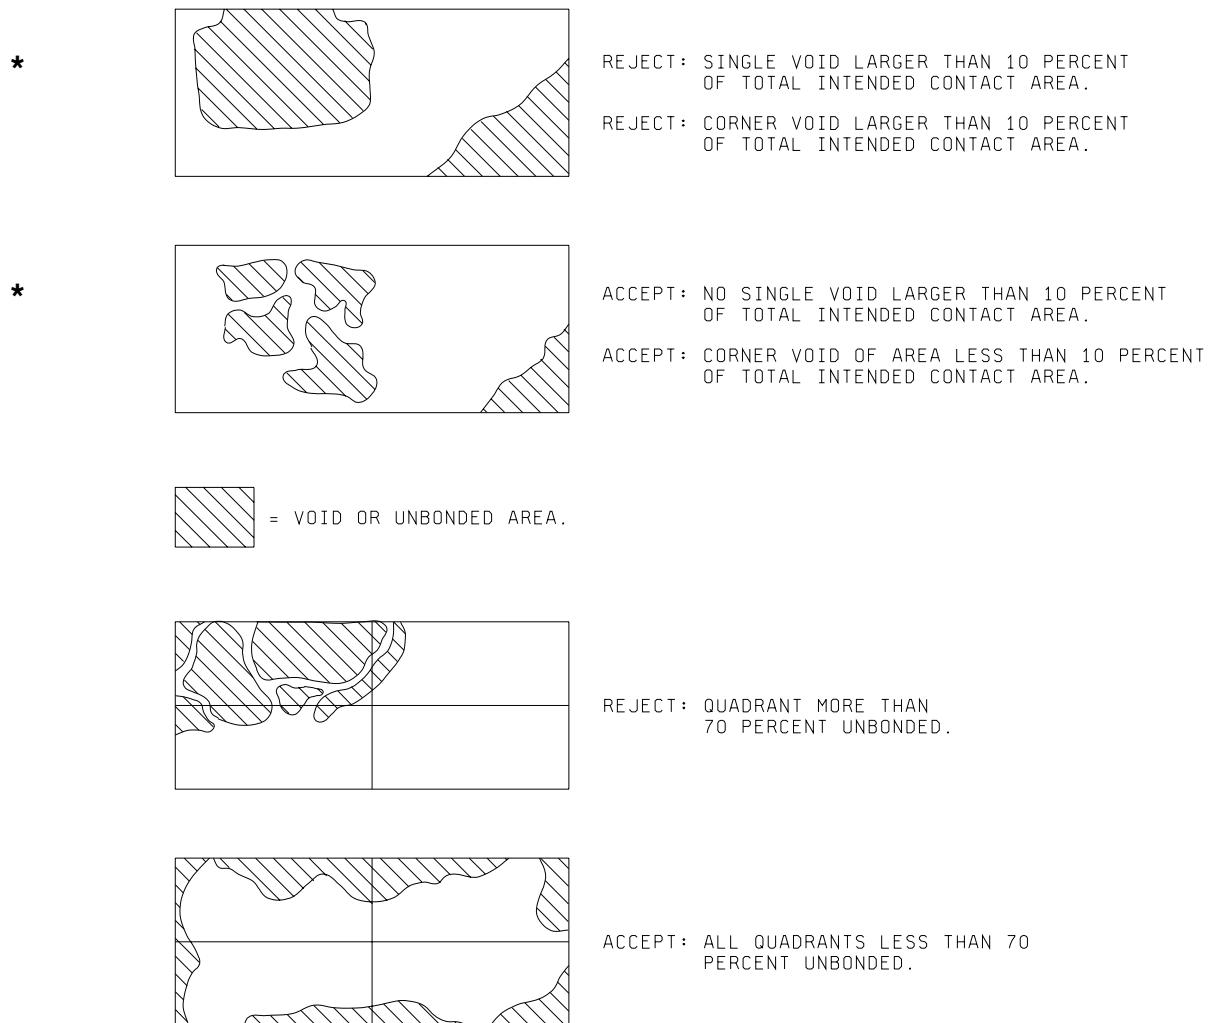 * REJECT: SINGLE VOID LARGER THAN 10 PERCENT
OF TOTAL INTENDED CONTACT AREA.
REJECT: CORNER VOID LARGER THAN 10 PERCENT
OF TOTAL INTENDED CONTACT AREA.
* ACCEPT: NO SINGLE VOID LARGER THAN 10 PERCENT
OF TOTAL INTENDED CONTACT AREA.
ACCEPT: CORNER VOID OF AREA LESS THAN 10 PERCENT
OF TOTAL INTENDED CONTACT AREA.
= VOID OR UNBONDED AREA.
REJECT: QUADRANT MORE THAN
70 PERCENT UNBONDED.
ACCEPT: ALL QUADRANTS LESS THAN 70
PERCENT UNBONDED.